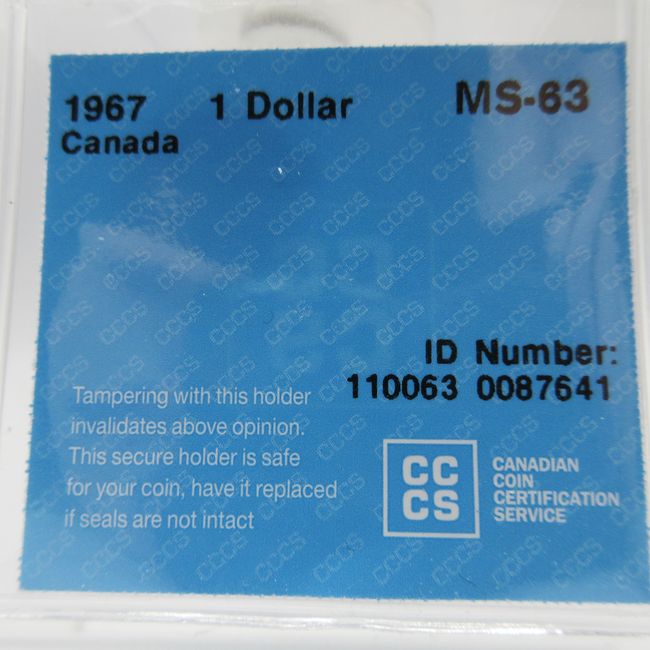 1967 1 Dollar MS-63
Canada
ID Number:
110063 0087641
Tampering with this holder
invalidates above opinion.
This secure holder is safe
for your coin, have it replaced
if seals are not intact
CC
CS
CANADIAN
COIN
CERTIFICATION
SERVICE